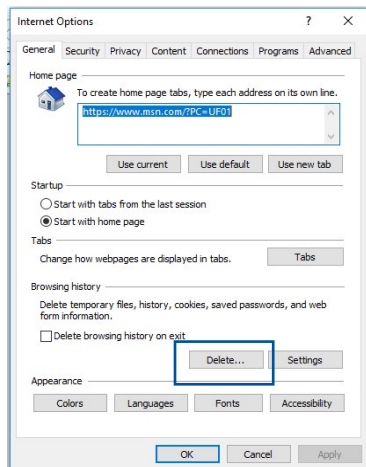 Internet Options ? ×
General Security Privacy Content Connections Programs Advanced
Home page
To create home page tabs, type each address on its own line.
https://www.msn.com/?PC=UF01
Use current Use default Use new tab
Startup
Start with tabs from the last session
Start with home page
Tabs
Change how webpages are displayed in tabs. Tabs
Browsing history
Delete temporary files, history, cookies, saved passwords, and web
form information.
Delete browsing history on exit
Delete... Settings
Appearance
Colors Languages Fonts Accessibility
OK Cancel Apply